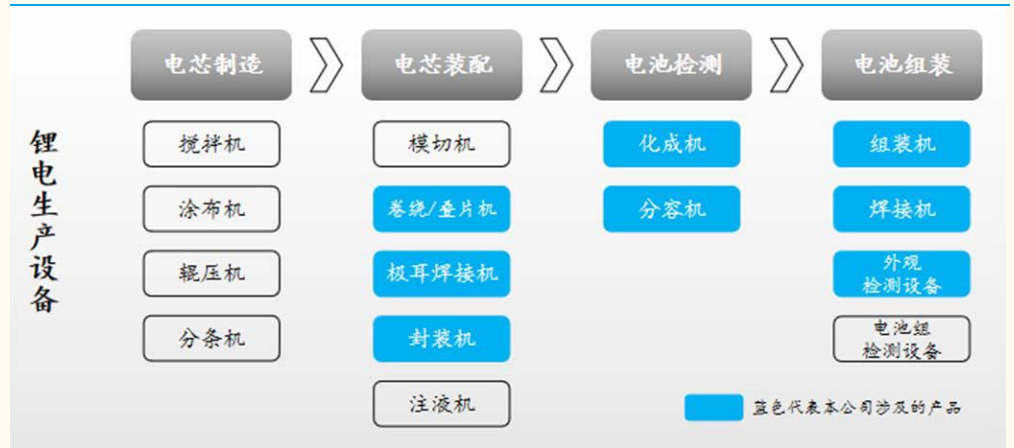 电芯制造
电芯装配
电池检测
电池组装
锂电生产设备
搅拌机
模切机
化成机
组装机
涂布机
卷绕/叠片机
分容机
焊接机
辊压机
极耳焊接机
外观
检测设备
分条机
封装机
电池组
检测设备
注液机
蓝色代表本公司涉及的产品